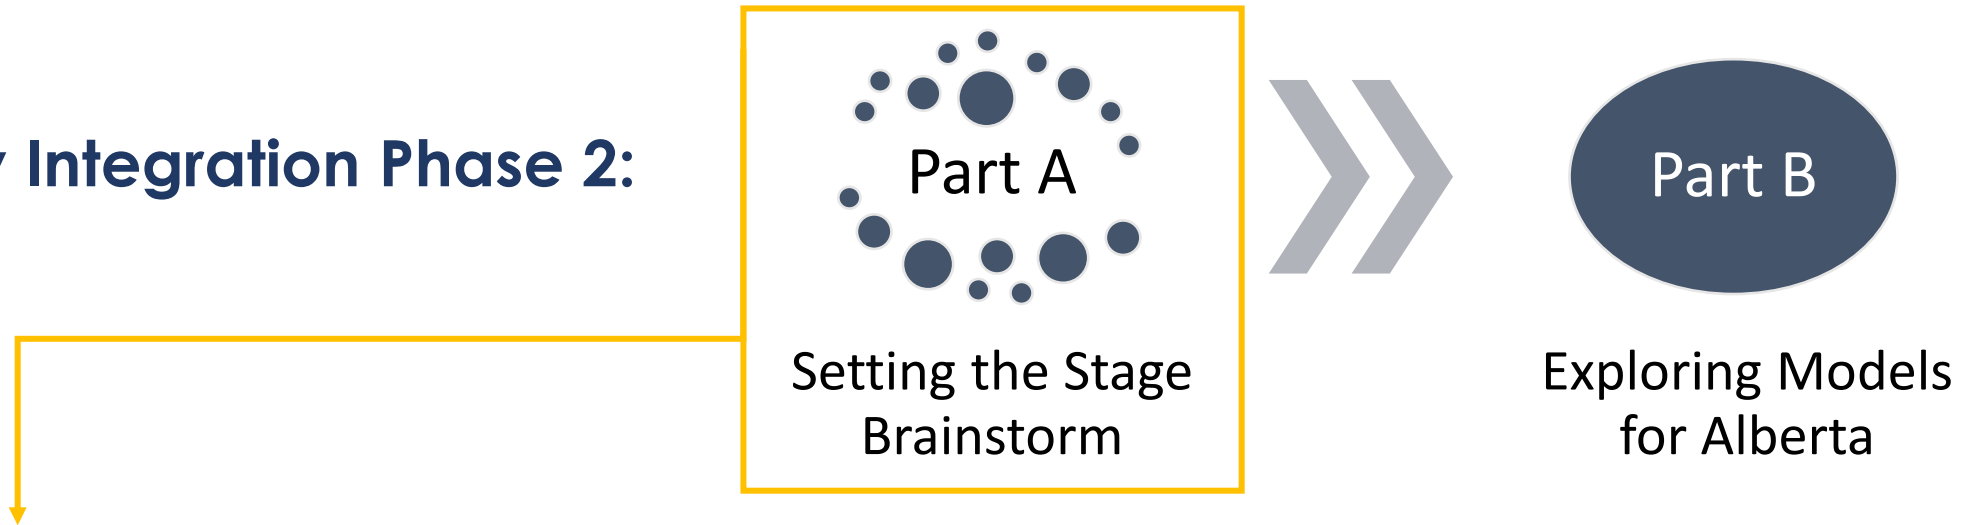 Integration Phase 2:
Part A
Setting the Stage
Brainstorm
Part B
Exploring Models
for Alberta